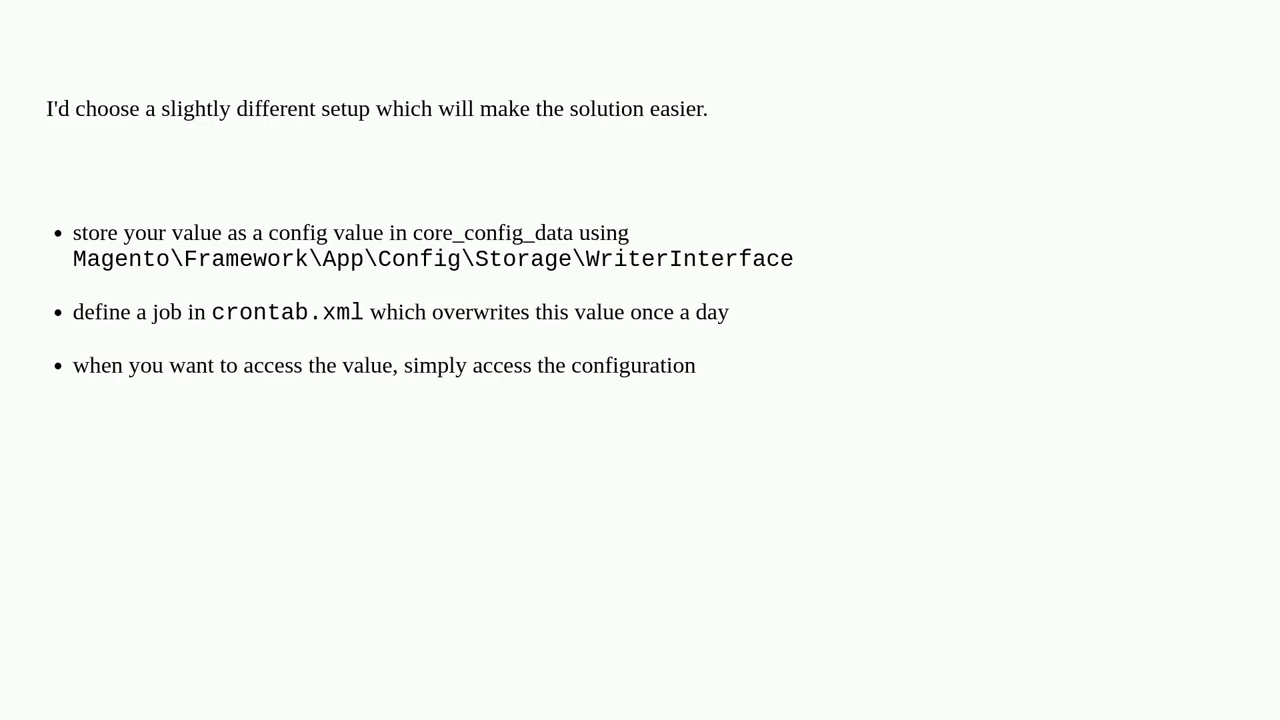 I'd choose a slightly different setup which will make the solution easier.
• store your value as a config value in core_config_data using
Magento\Framework\App\Config\Storage\WriterInterface
• define a job in crontab.xml which overwrites this value once a day
• when you want to access the value, simply access the configuration